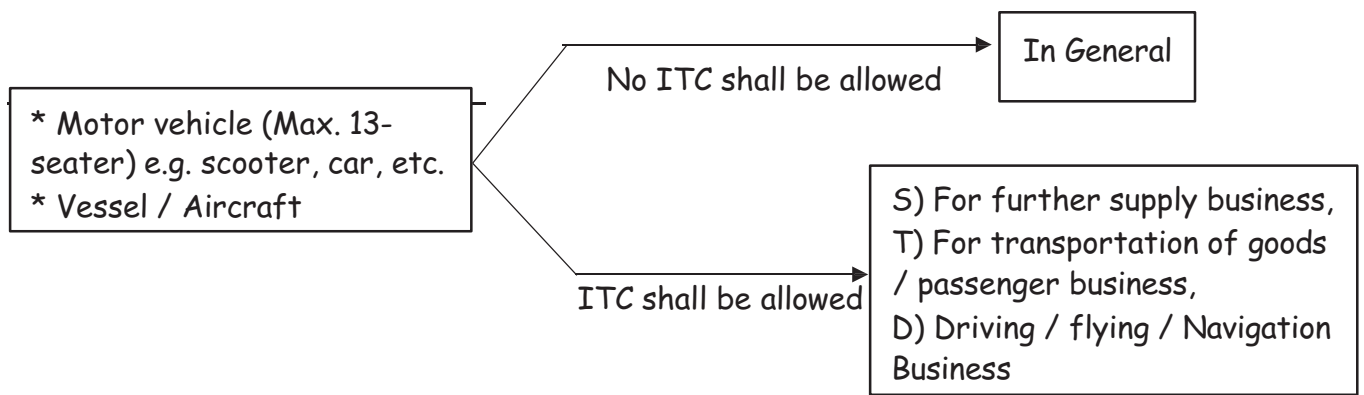 In General
No ITC shall be allowed
* Motor vehicle (Max. 13-
seater) e.g. scooter, car, etc.
* Vessel / Aircraft
S) For further supply business,
T) For transportation of goods
/ passenger business,
D) Driving / flying / Navigation
Business
ITC shall be allowed